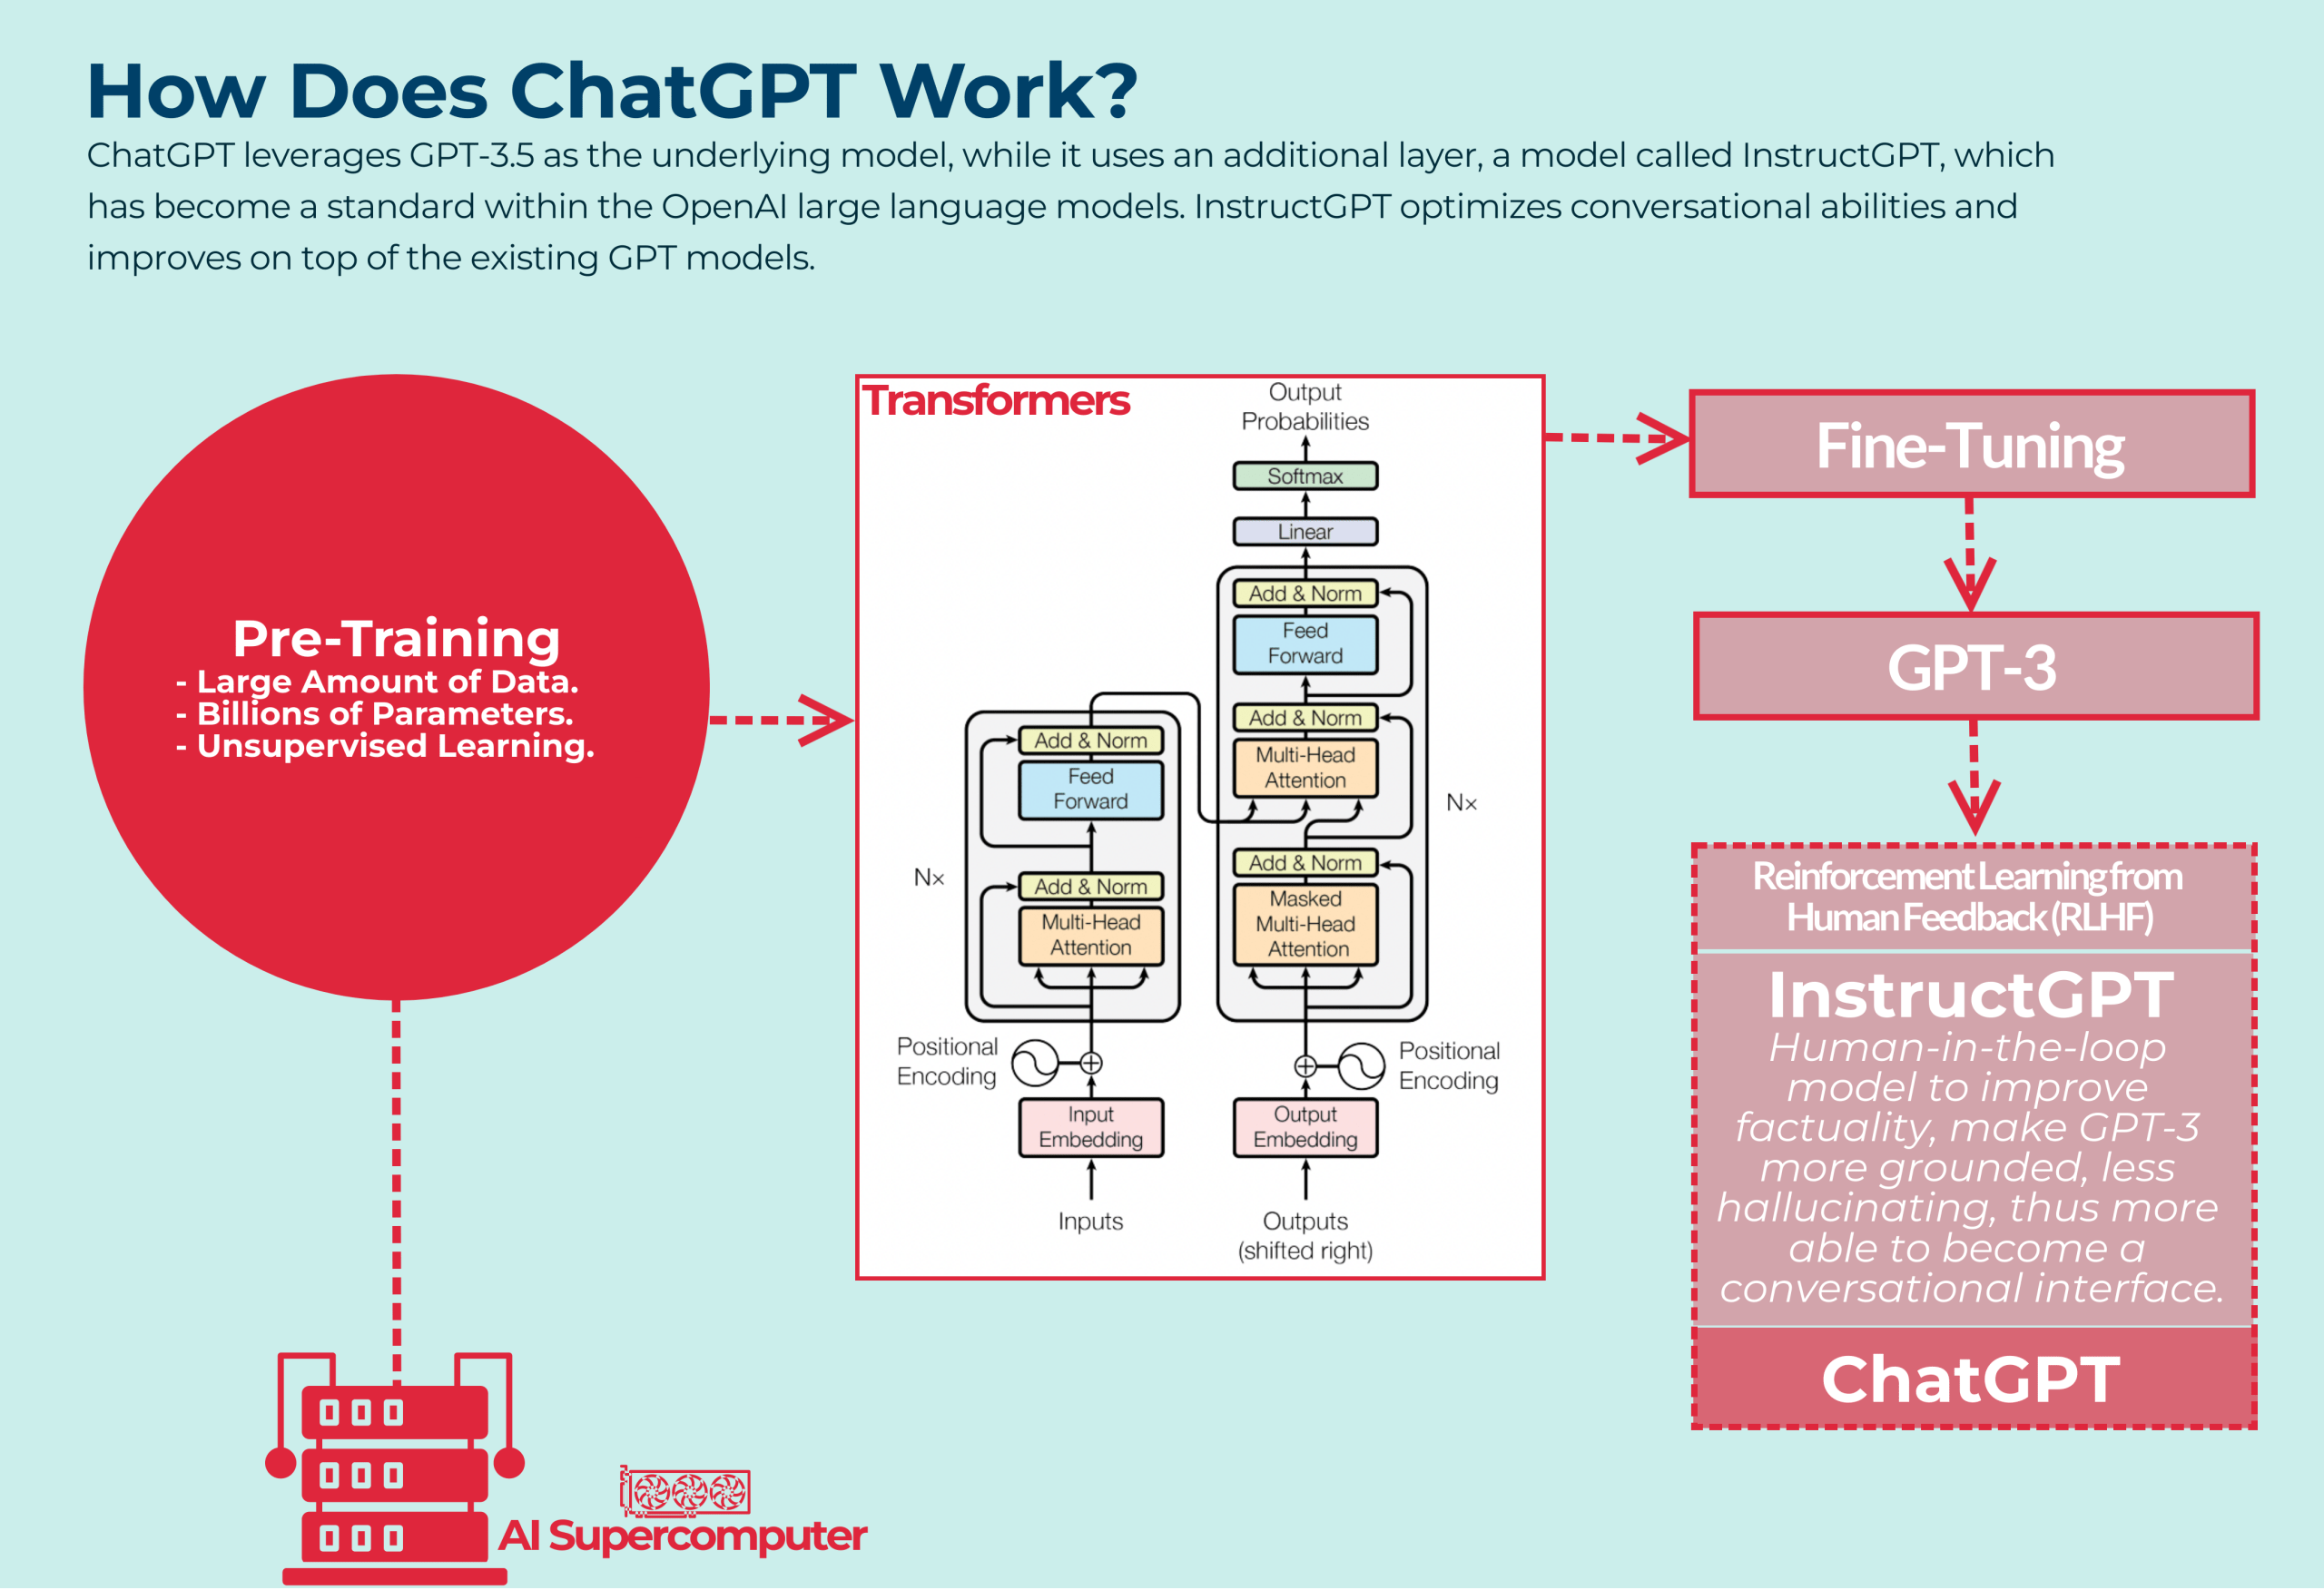 How Does ChatGPT Work?
ChatGPT leverages GPT-3.5 as the underlying model, while it uses an additional layer, a model called InstructGPT, which
has become a standard within the OpenAI large language models. InstructGPT optimizes conversational abilities and
improves on top of the existing GPT models.
Pre-Training
- Large Amount of Data.
- Billions of Parameters.
- Unsupervised Learning.
AI Supercomputer
Transformers
Output
Probabilities
Softmax
Linear
Add & Norm
Feed
Forward
Add & Norm
Multi-Head
Attention
Nx
Add & Norm
Masked
Multi-Head
Attention
Positional
Encoding
Output
Embedding
Outputs
(shifted right)
Add & Norm
Feed
Forward
Nx
Add & Norm
Multi-Head
Attention
Positional
Encoding
Input
Embedding
Inputs
Fine-Tuning
GPT-3
Reinforcement Learning from
Human Feedback (RLHF)
InstructGPT
Human-in-the-loop
model to improve
factuality, make GPT-3
more grounded, less
hallucinating, thus more
able to become a
conversational interface.
ChatGPT